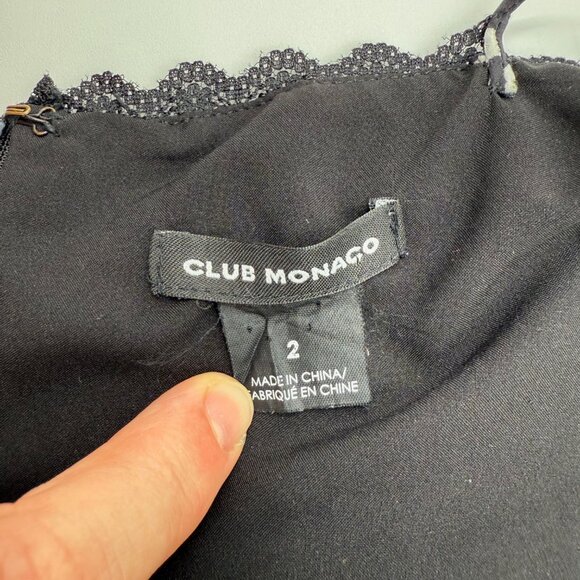 CLUB MONACO
2
MADE IN CHINA/
FABRIQUÉ EN CHINE